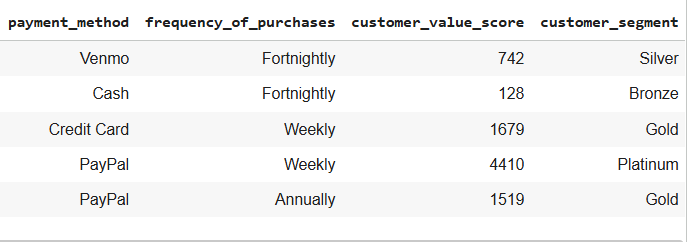 payment_method frequency_of_purchases customer_value_score customer_segment
Venmo Fortnightly 742 Silver
Cash Fortnightly 128 Bronze
Credit Card Weekly 1679 Gold
PayPal Weekly 4410 Platinum
PayPal Annually 1519 Gold